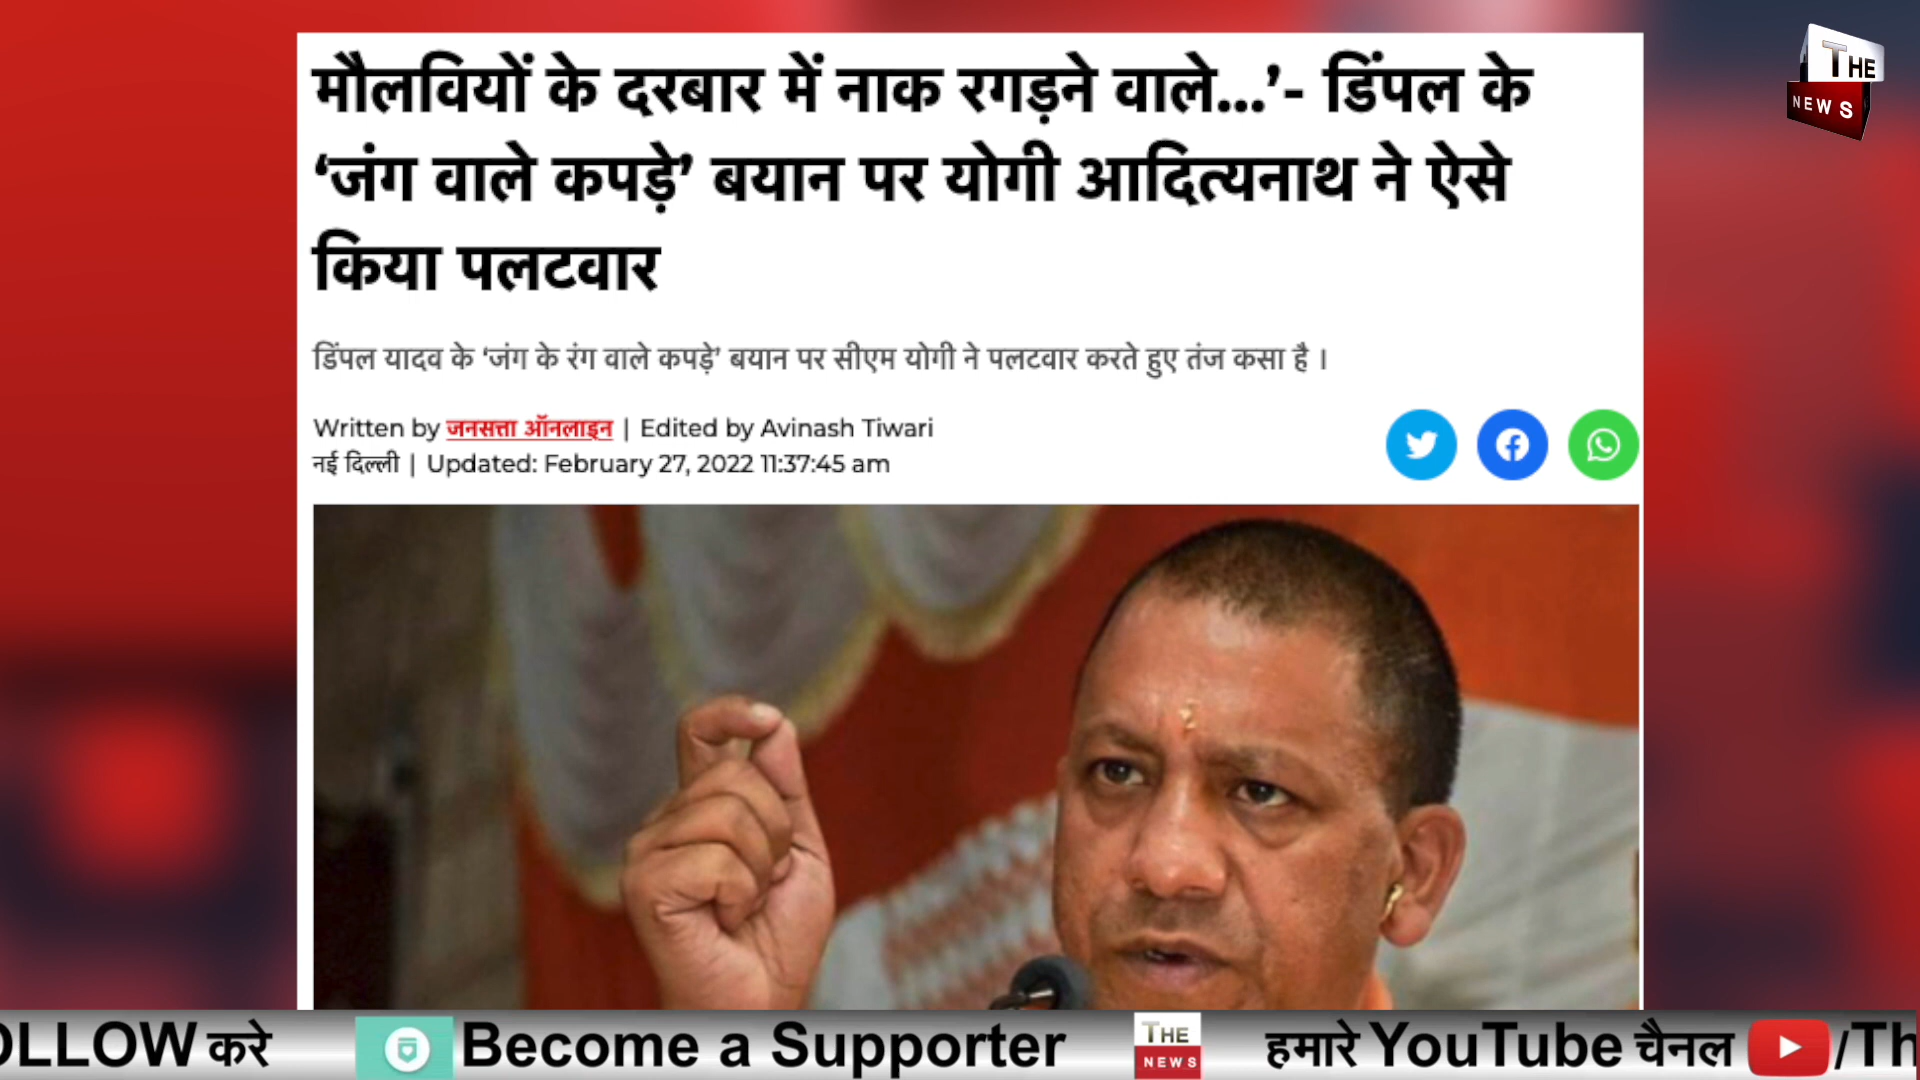 THE
NEWS
मौलवियों के दरबार में नाक रगड़ने वाले...’- डिंपल के
‘जंग वाले कपड़े’ बयान पर योगी आदित्यनाथ ने ऐसे
किया पलटवार
डिंपल यादव के ‘जंग के रंग वाले कपड़े’ बयान पर सीएम योगी ने पलटवार करते हुए तंज कसा है ।
Written by जनसत्ता ऑनलाइन | Edited by Avinash Tiwari
नई दिल्ली | Updated: February 27, 2022 11:37:45 am
OLLOW करे Become a Supporter THE NEWS हमारे YouTube चैनल /Th